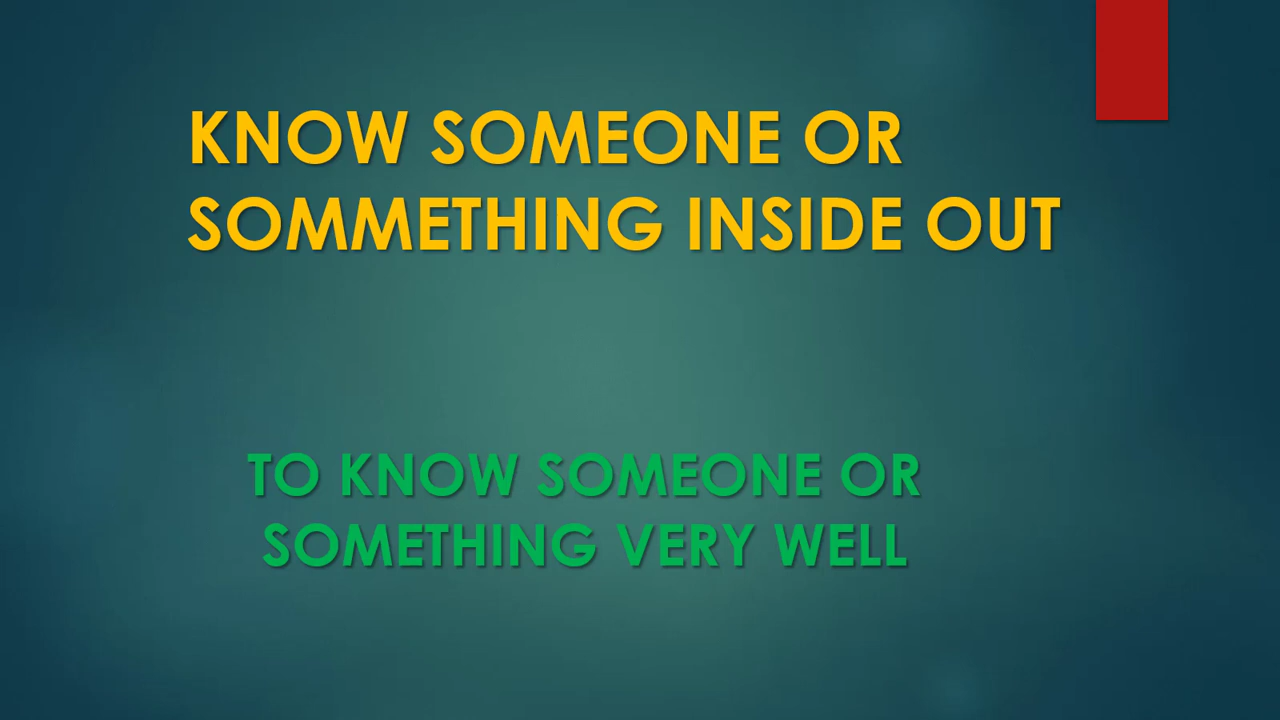 KNOW SOMEONE OR
SOMMETHING INSIDE OUT
TO KNOW SOMEONE OR
SOMETHING VERY WELL